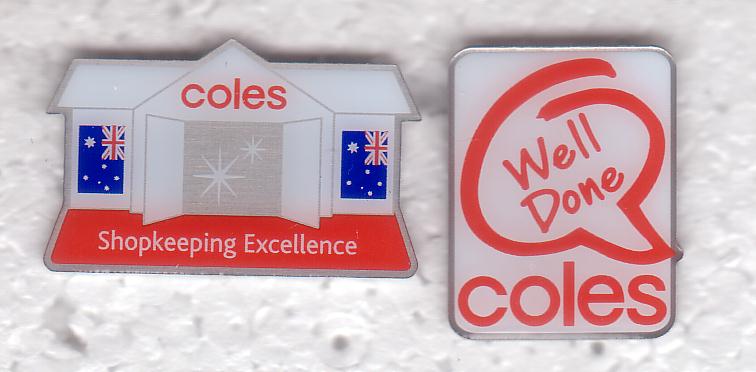 coles
Shopkeeping Excellence
Well
Done
coles